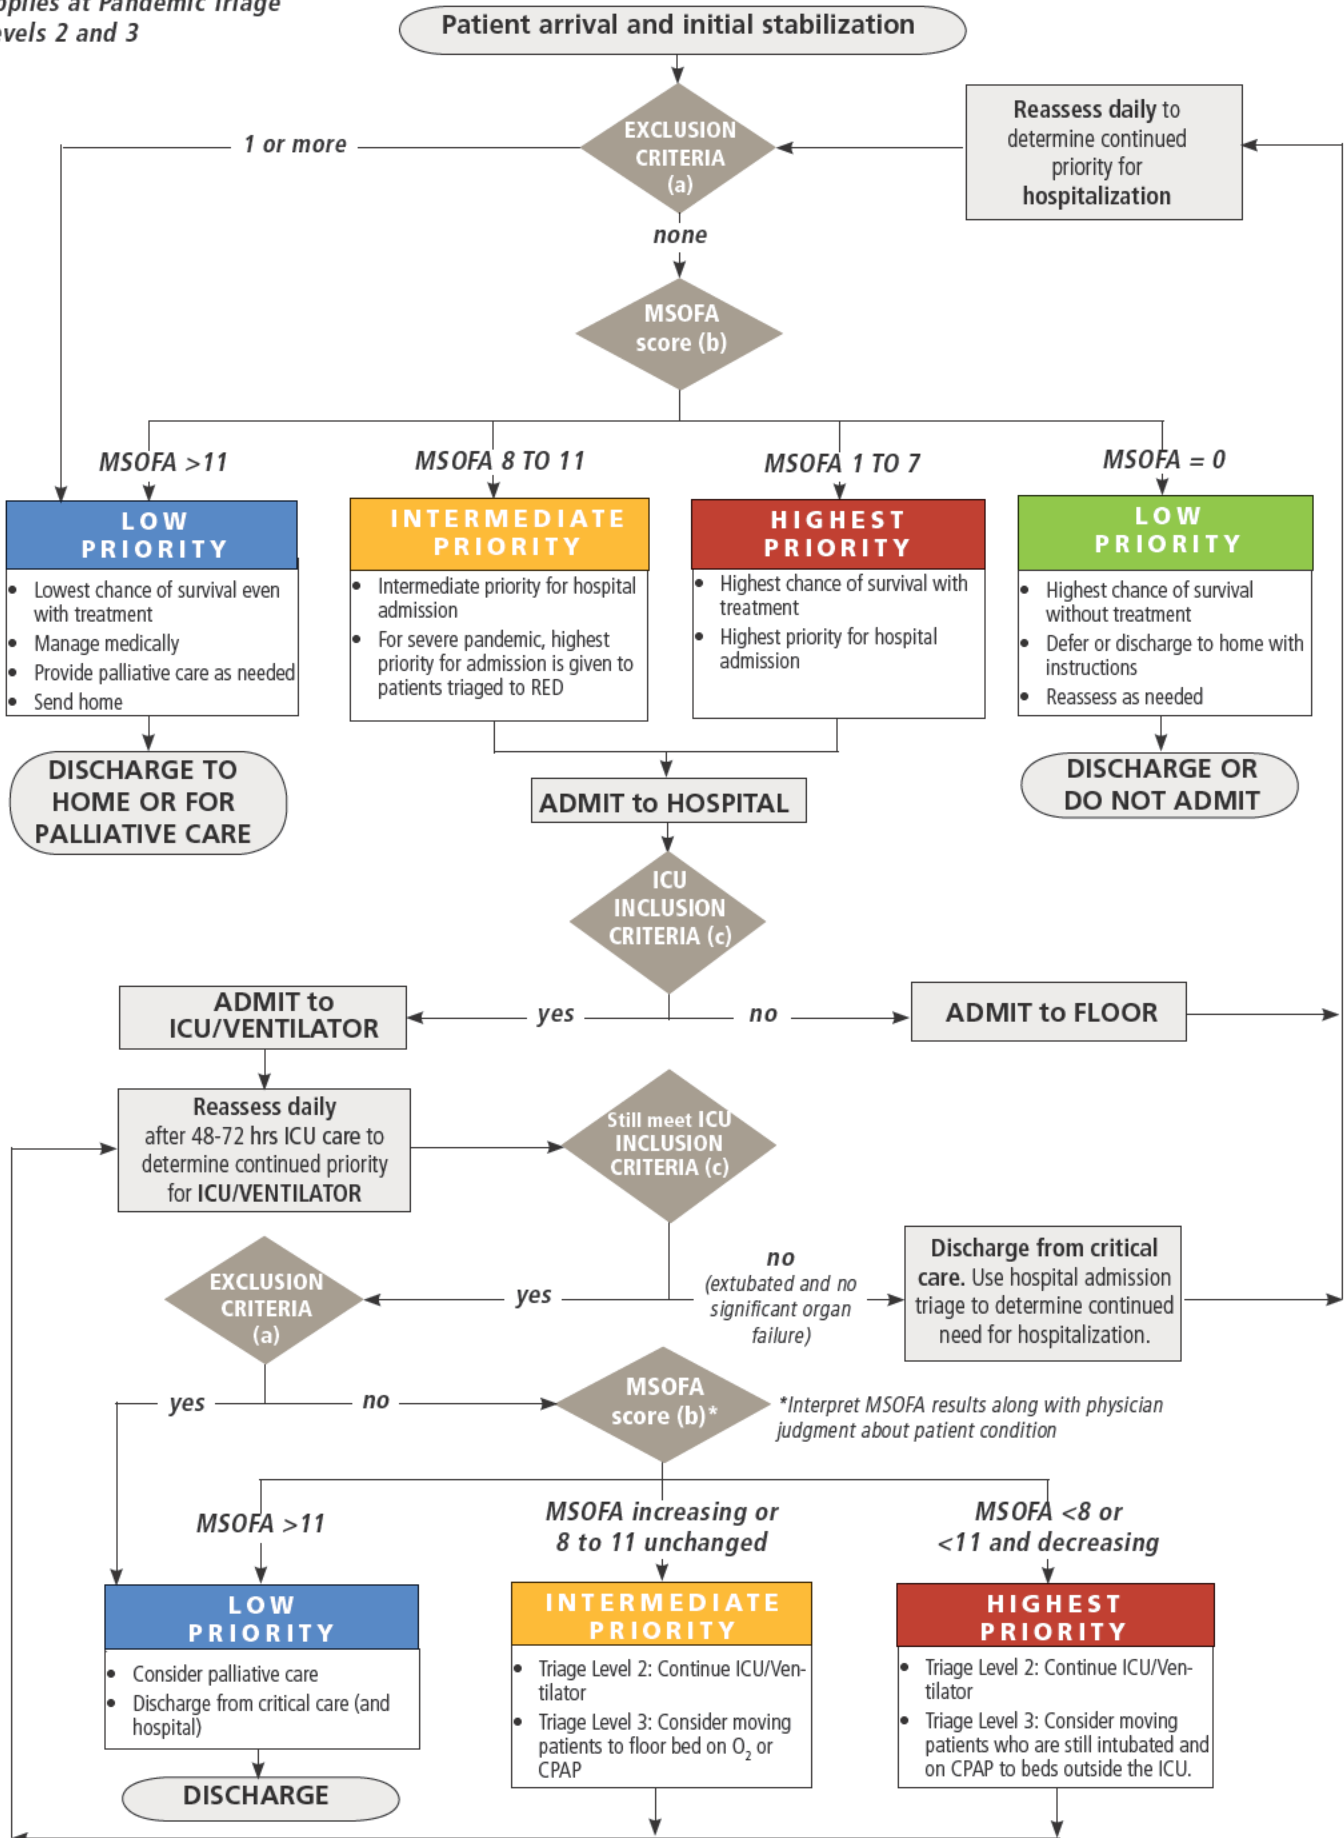 at Pandemic Triage
2 and 3
Patient arrival and initial stabilization
EXCLUSION
CRITERIA
(a)
1 or more
Reassess daily to
determine continued
priority for
hospitalization
none
MSOFA
score (b)
MSOFA >11
MSOFA 8 TO 11
MSOFA 1 TO 7
MSOFA = 0
LOW
PRIORITY
• Lowest chance of survival even
with treatment
• Manage medically
• Provide palliative care as needed
• Send home
INTERMEDIATE
PRIORITY
• Intermediate priority for hospital
admission
• For severe pandemic, highest
priority for admission is given to
patients triaged to RED
HIGHEST
PRIORITY
• Highest chance of survival with
treatment
• Highest priority for hospital
admission
LOW
PRIORITY
• Highest chance of survival
without treatment
• Defer or discharge to home with
instructions
• Reassess as needed
DISCHARGE TO
HOME OR FOR
PALLIATIVE CARE
ADMIT to HOSPITAL
DISCHARGE OR
DO NOT ADMIT
ICU
INCLUSION
CRITERIA (c)
ADMIT to
ICU/VENTILATOR
yes
no
ADMIT to FLOOR
Reassess daily
after 48-72 hrs ICU care to
determine continued priority
for ICU/VENTILATOR
Still meet ICU
INCLUSION
CRITERIA (c)
EXCLUSION
CRITERIA
(a)
yes
no
(extubated and no
significant organ
failure)
Discharge from critical
care. Use hospital admission
triage to determine continued
need for hospitalization.
yes
no
MSOFA
score (b)*
*Interpret MSOFA results along with physician
judgment about patient condition
MSOFA >11
MSOFA increasing or
8 to 11 unchanged
MSOFA <8 or
<11 and decreasing
LOW
PRIORITY
• Consider palliative care
• Discharge from critical care (and
hospital)
INTERMEDIATE
PRIORITY
• Triage Level 2: Continue ICU/Ven-
tilator
• Triage Level 3: Consider moving
patients to floor bed on O₂ or
CPAP
HIGHEST
PRIORITY
• Triage Level 2: Continue ICU/Ven-
tilator
• Triage Level 3: Consider moving
patients who are still intubated and
on CPAP to beds outside the ICU.
DISCHARGE